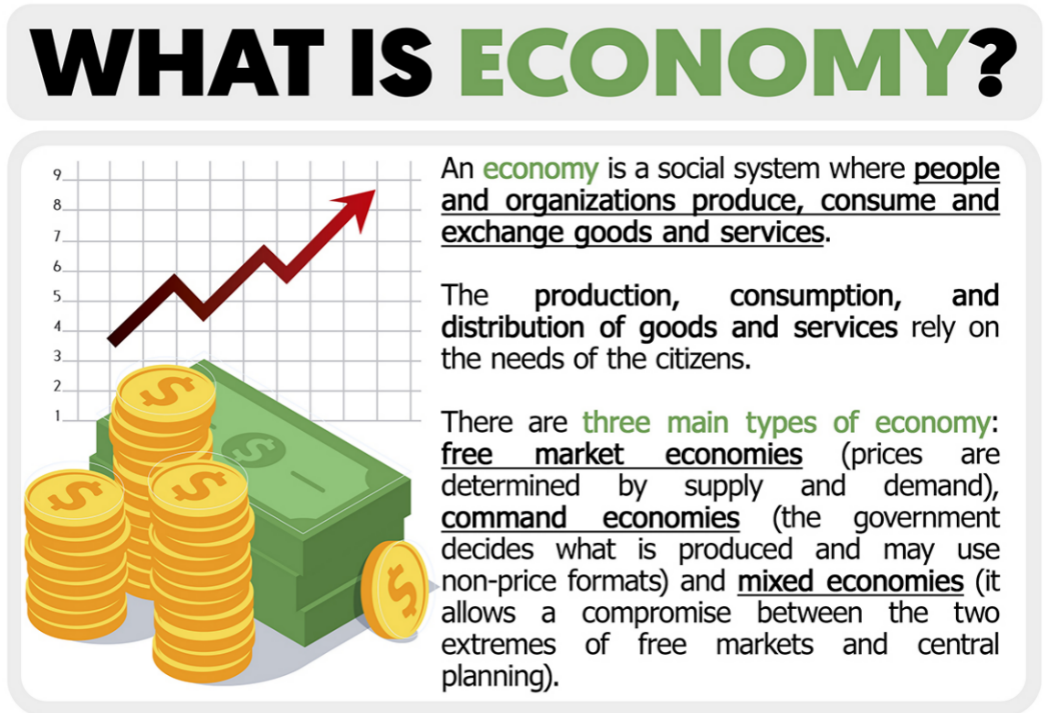 WHAT IS ECONOMY?
9
8
7
6
5
4
3
2
1
$
$
$
$
$
An economy is a social system where people
and organizations produce, consume and
exchange goods and services.
The production, consumption, and
distribution of goods and services rely on
the needs of the citizens.
There are three main types of economy:
free market economies (prices are
determined by supply and demand),
command economies (the government
decides what is produced and may use
non-price formats) and mixed economies (it
allows a compromise between the two
extremes of free markets and central
planning).